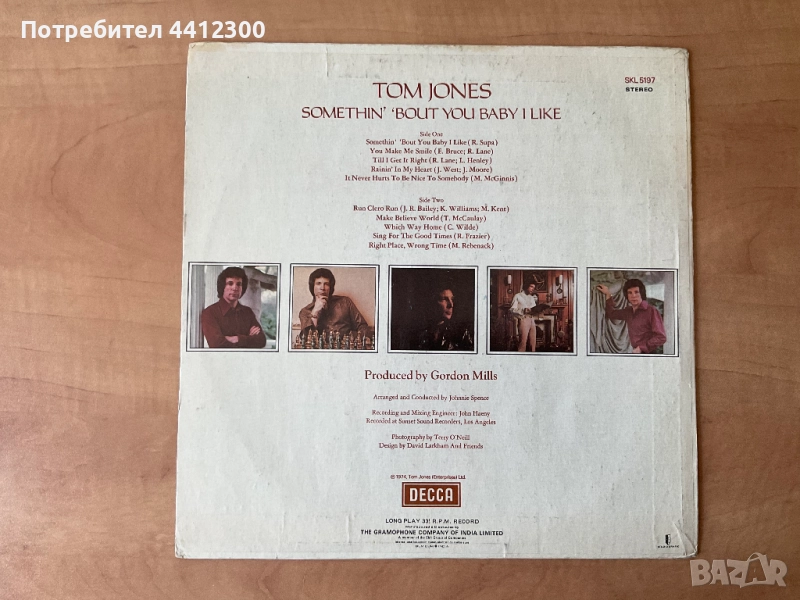 Потребител 4412300
SKL 5197
STEREO
TOM JONES
SOMETHIN' 'BOUT YOU BABY I LIKE
Side One
Somethin' 'Bout You Baby I Like (R. Supa)
You Make Me Smile (E. Bruce; R. Lane)
Till I Get It Right (R. Lane; L. Henley)
Rainin' In My Heart (J. West; J. Moore)
It Never Hurts To Be Nice To Somebody (M. McGinnis)
Side Two
Run Clero Run (J. R. Bailey; K. Williams; M. Kent)
Make Believe World (T. McCaulay)
Which Way Home (C. Wilde)
Sing For The Good Times (R. Frazier)
Right Place, Wrong Time (M. Rebenack)
Produced by Gordon Mills
Arranged and Conducted by Johnnie Spence
Recording and Mixing Engineer: John
Recorded at Sunset Sound Recorders, Los Angeles
Photography by Terry O'Neill
Design by David Larkham And Friends
© 1974, Tom Jones (Enterprises) Ltd.
DECCA
LONG PLAY 33⅓ R.P.M. RECORD
THE GRAMOPHONE COMPANY OF INDIA LIMITED
BAZAR